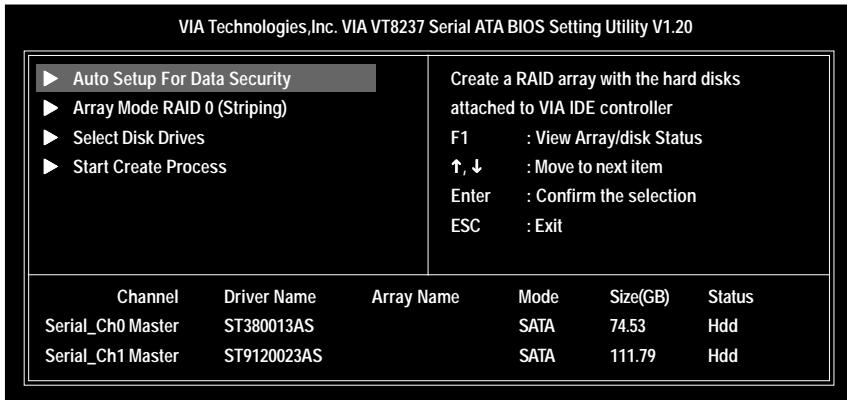 VIA Technologies,Inc. VIA VT8237 Serial ATA BIOS Setting Utility V1.20
Auto Setup For Data Security
Array Mode RAID 0 (Striping)
Select Disk Drives
Start Create Process
Create a RAID array with the hard disks
attached to VIA IDE controller
F1 : View Array/disk Status
↑, ↓ : Move to next item
Enter : Confirm the selection
ESC : Exit
Channel Driver Name Array Name Mode Size(GB) Status
Serial_Ch0 Master ST380013AS SATA 74.53 Hdd
Serial_Ch1 Master ST9120023AS SATA 111.79 Hdd